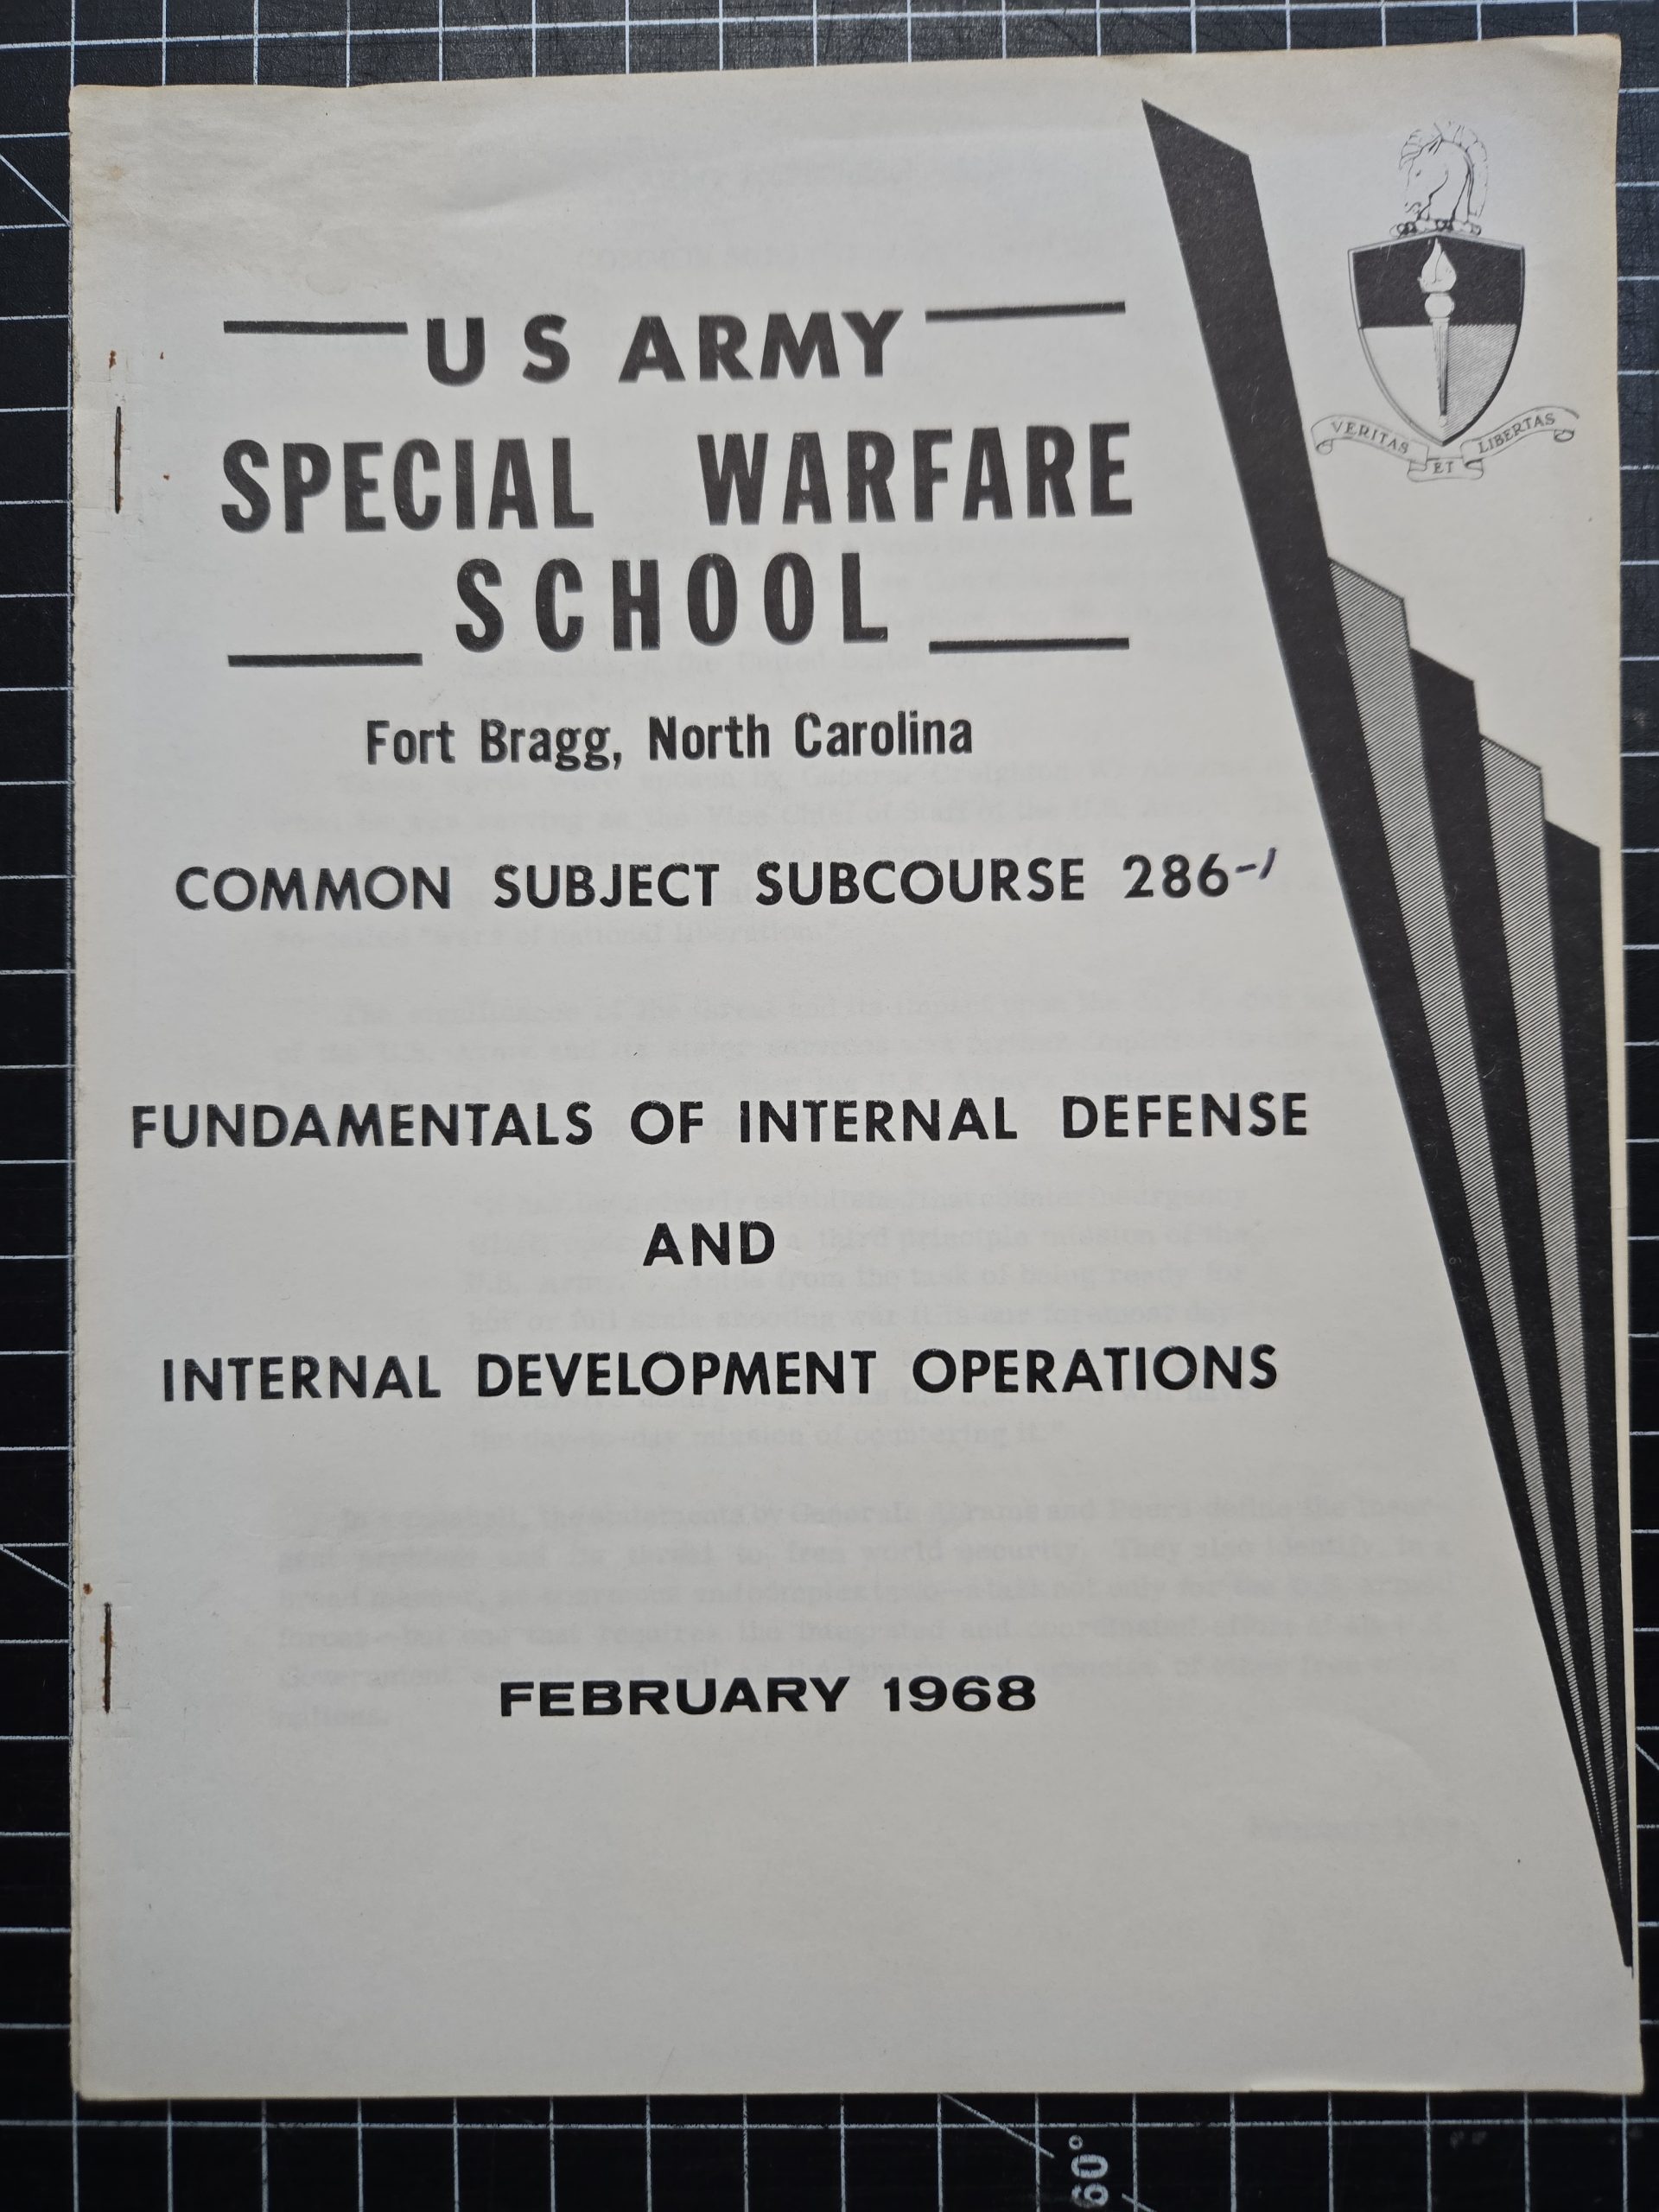 U S ARMY
SPECIAL WARFARE
SCHOOL
Fort Bragg, North Carolina
VERITAS ET LIBERTAS
COMMON SUBJECT SUBCOURSE 286-1
FUNDAMENTALS OF INTERNAL DEFENSE
AND
INTERNAL DEVELOPMENT OPERATIONS
FEBRUARY 1968
60°